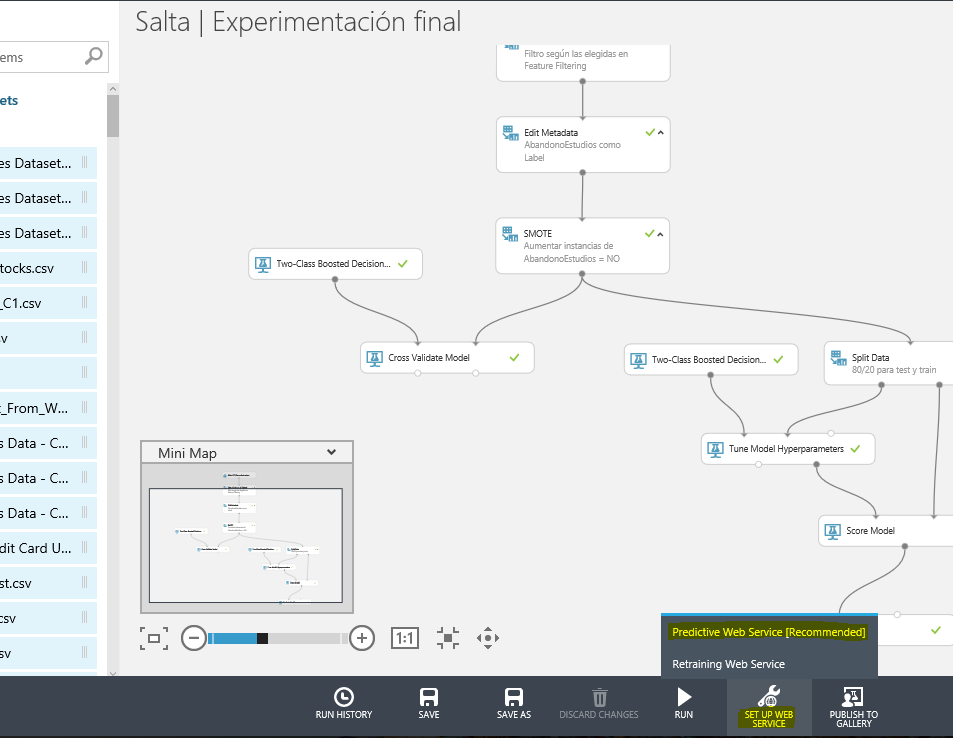 Salta | Experimentación final
ems
ets
es Dataset...
es Dataset...
es Dataset...
tocks.csv
_C1.csv
v
t_From_W...
s Data - C...
s Data - C...
s Data - C...
dit Card U...
st.csv
csv
sv
Filtro según las elegidas en
Feature Filtering
Edit Metadata
AbandonoEstudios como
Label
SMOTE
Aumentar instancias de
AbandonoEstudios = NO
Two-Class Boosted Decision...
Cross Validate Model
Two-Class Boosted Decision...
Split Data
80/20 para test y train
Tune Model Hyperparameters
Score Model
Mini Map
1:1
Predictive Web Service [Recommended]
Retraining Web Service
RUN HISTORY
SAVE
SAVE AS
DISCARD CHANGES
RUN
SET UP WEB
SERVICE
PUBLISH TO
GALLERY